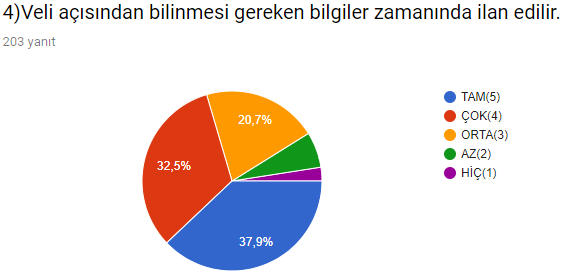 4)Veli açısından bilinmesi gereken bilgiler zamanında ilan edilir.
203 yanıt
20,7%
32,5%
37,9%
TAM(5)
ÇOK(4)
ORTA(3)
AZ(2)
HİÇ(1)